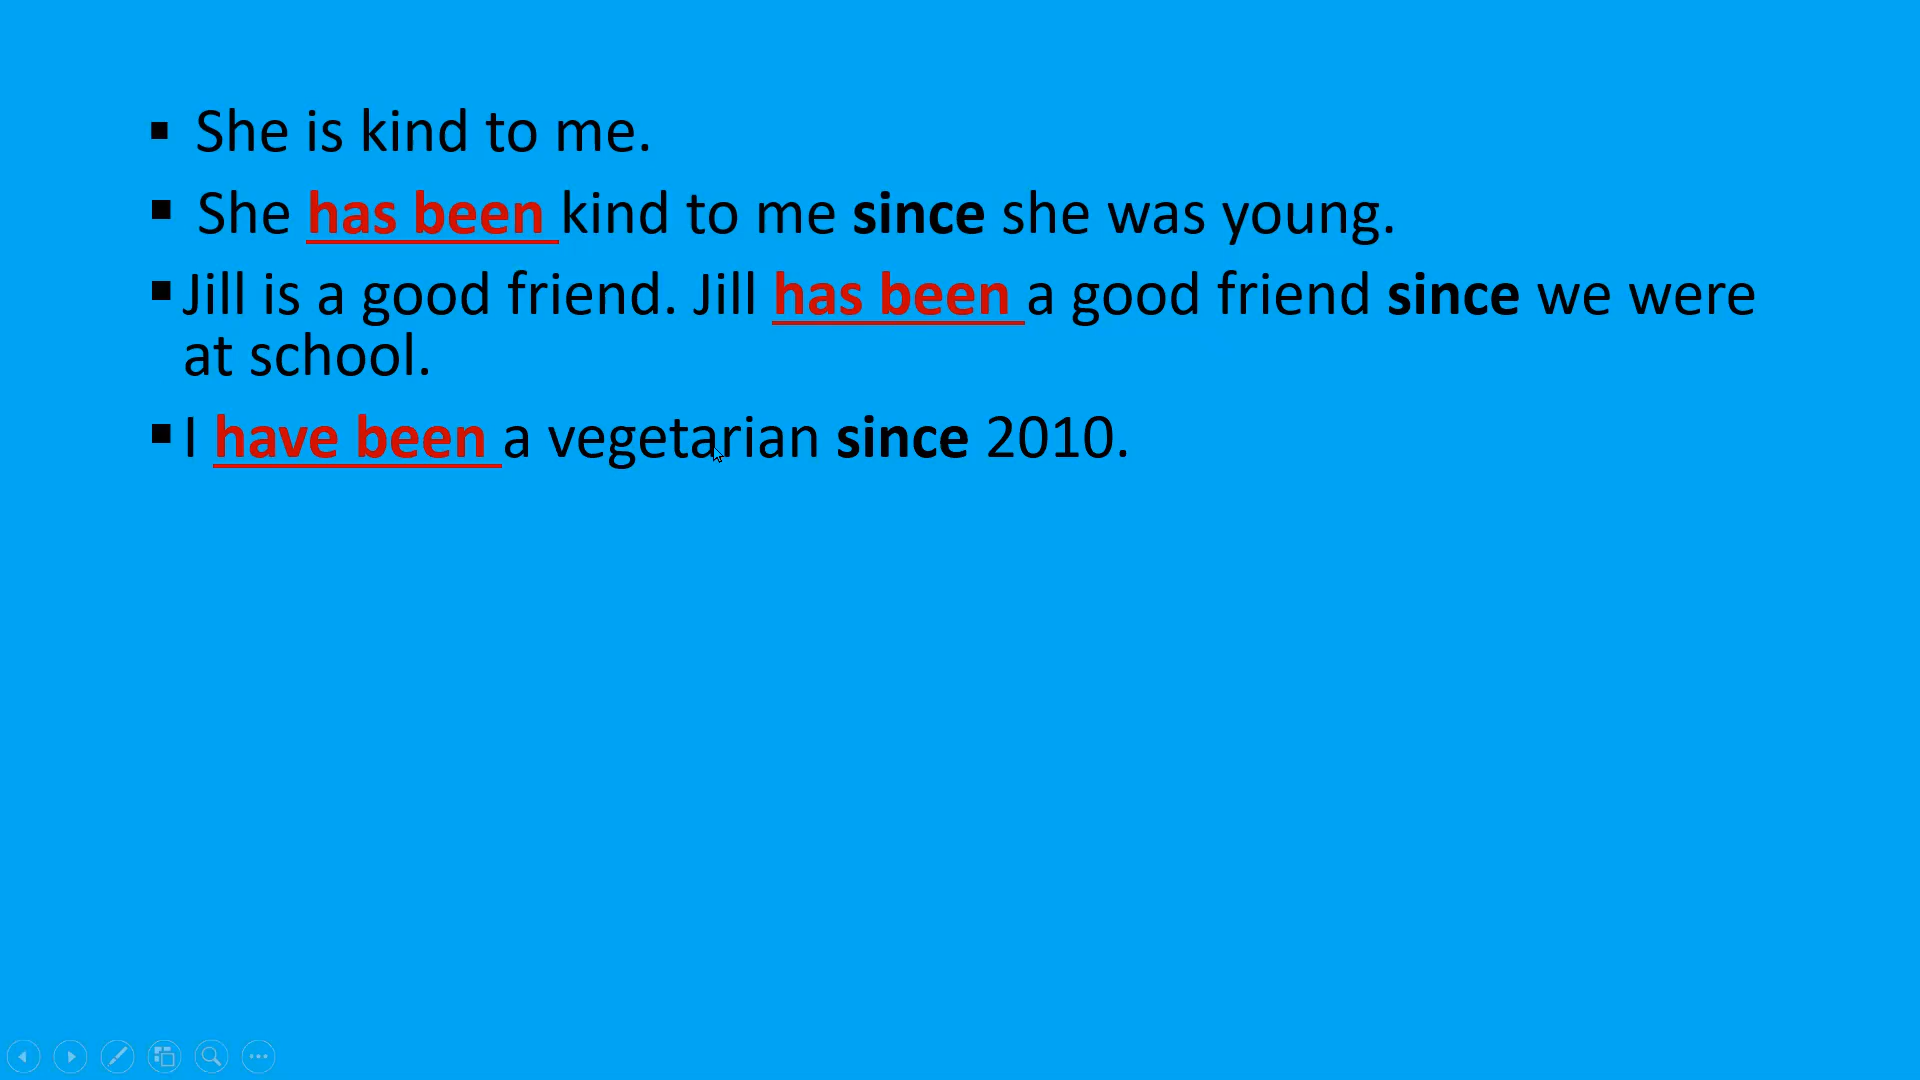 ▪ She is kind to me.
▪ She has been kind to me since she was young.
▪ Jill is a good friend. Jill has been a good friend since we were
at school.
▪ I have been a vegetarian since 2010.